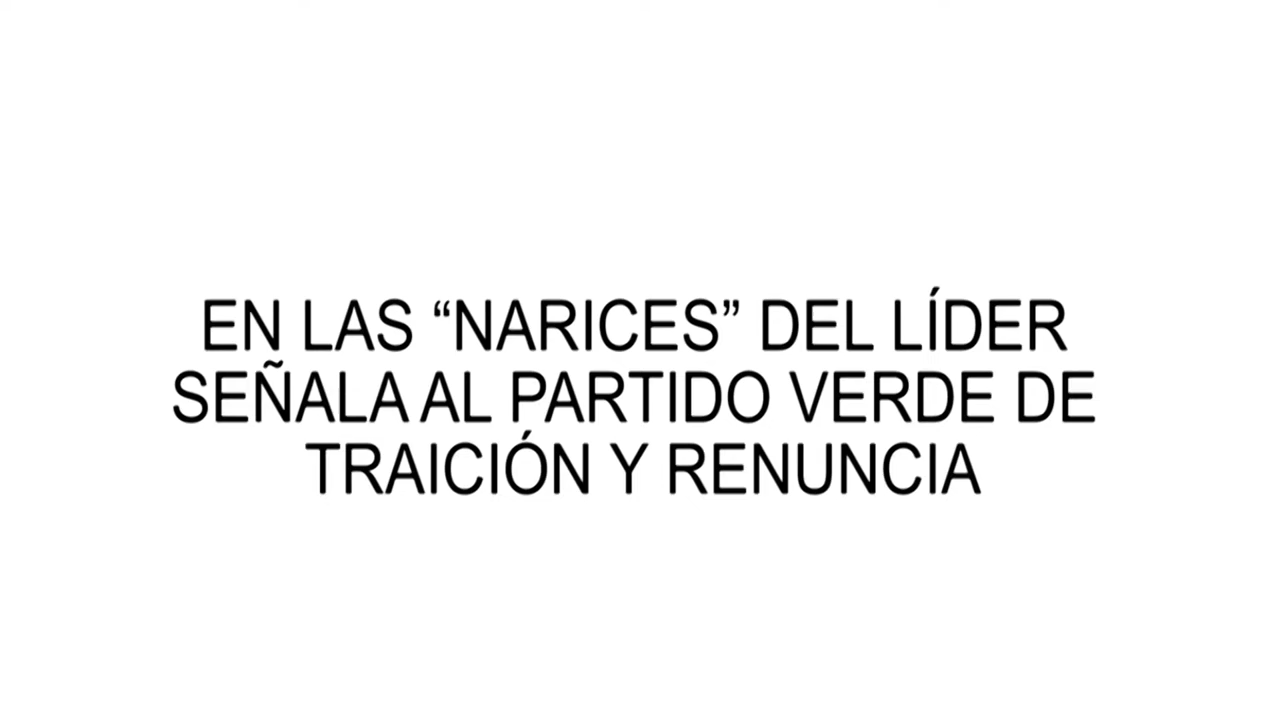 EN LAS “NARICES” DEL LÍDER
SEÑALA AL PARTIDO VERDE DE
TRAICIÓN Y RENUNCIA